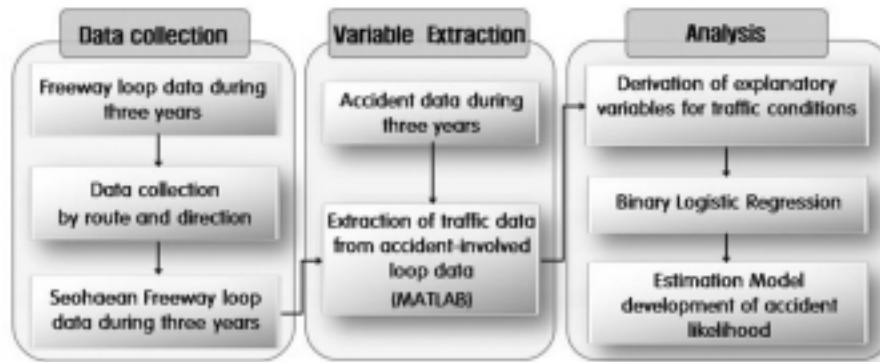 Data collection
Freeway loop data during
three years
Data collection
by route and direction
Seohaean Freeway loop
data during three years
Variable Extraction
Accident data during
three years
Extraction of traffic data
from accident-involved
loop data
(MATLAB)
Analysis
Derivation of explanatory
variables for traffic conditions
Binary Logistic Regression
Estimation Model
development of accident
likelihood